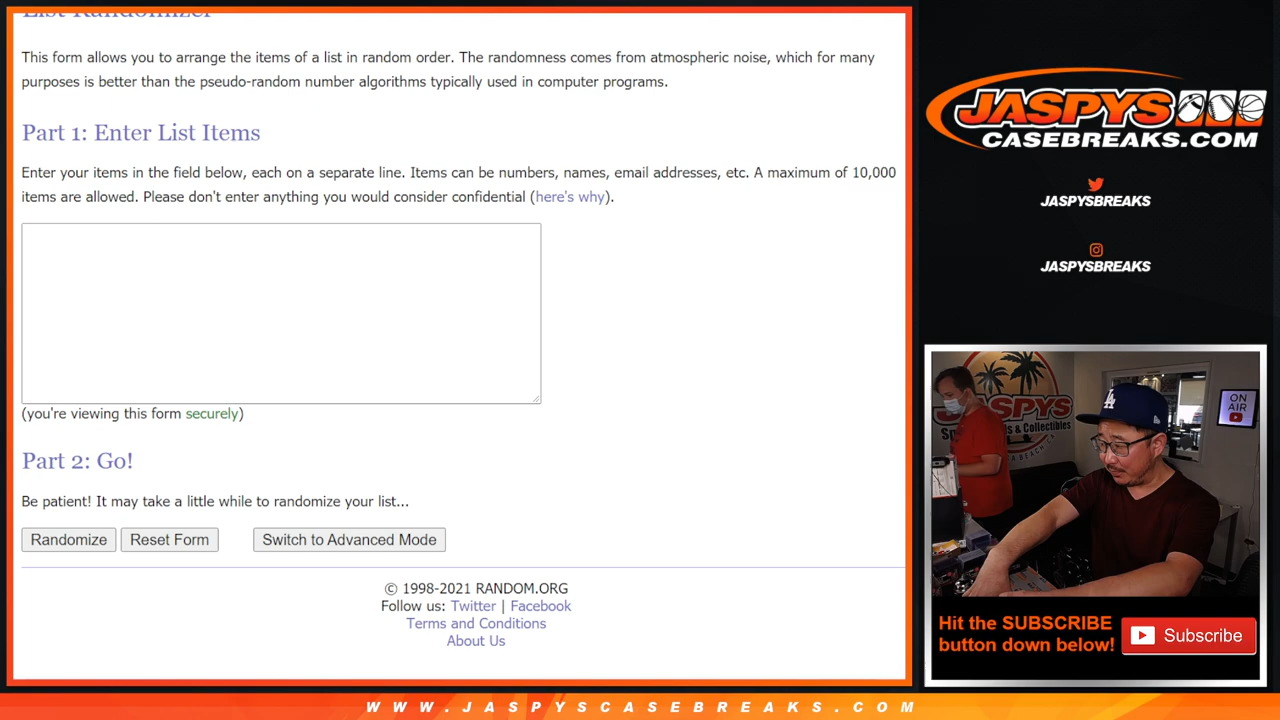 List Randomizer
This form allows you to arrange the items of a list in random order. The randomness comes from atmospheric noise, which for many
purposes is better than the pseudo-random number algorithms typically used in computer programs.
Part 1: Enter List Items
Enter your items in the field below, each on a separate line. Items can be numbers, names, email addresses, etc. A maximum of 10,000
items are allowed. Please don't enter anything you would consider confidential (here's why).
(you're viewing this form securely)
Part 2: Go!
Be patient! It may take a little while to randomize your list...
Randomize Reset Form Switch to Advanced Mode
© 1998-2021 RANDOM.ORG
Follow us: Twitter | Facebook
Terms and Conditions
About Us
JASPYS
CASEBREAKS.COM
JASPYSBREAKS
JASPYSBREAKS
JASPYS
& Collectibles
LA
ON
AIR
Hit the SUBSCRIBE
button down below!
Subscribe
WWW.JASPYSCASEBREAKS.COM